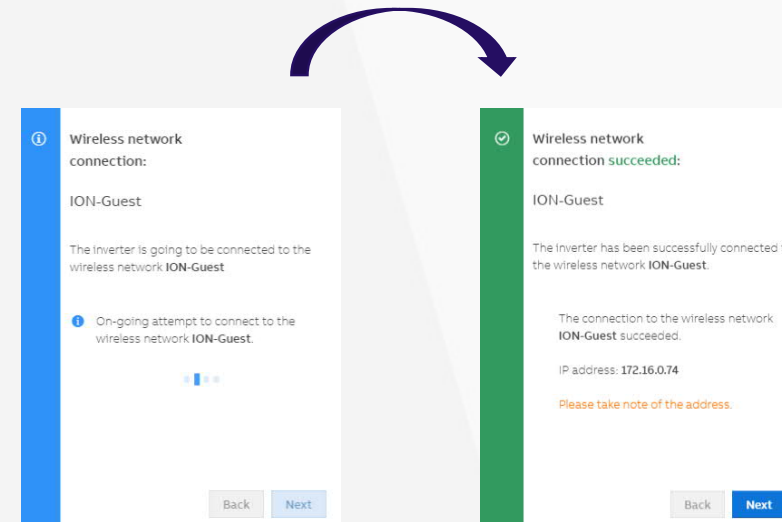 Wireless network
connection:
ION-Guest
The inverter is going to be connected to the
wireless network ION-Guest
On-going attempt to connect to the
wireless network ION-Guest.
Back
Next
Wireless network
connection succeeded:
ION-Guest
The inverter has been successfully connected
the wireless network ION-Guest.
The connection to the wireless network
ION-Guest succeeded.
IP address: 172.16.0.74
Please take note of the address.
Back
Next